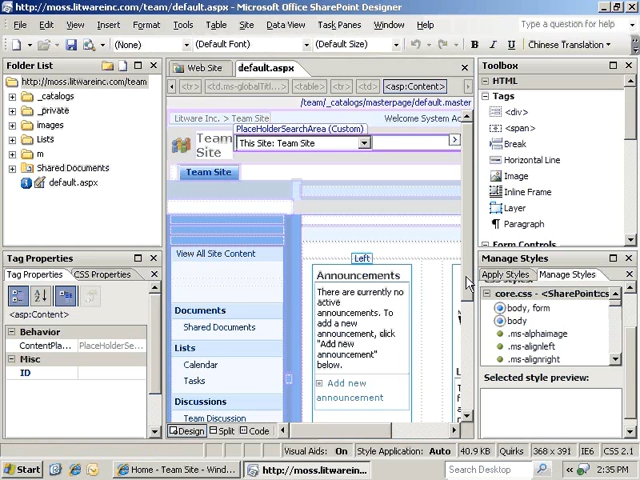 http://moss.litwareinc.com/team/default.aspx - Microsoft Office SharePoint Designer
File Edit View Insert Format Tools Table Site Data View Task Panes Window Help Type a question for help
(None) (Default Font) (Default Size) B I U Chinese Translation
Folder List
http://moss.litwareinc.com/team
_catalogs
_private
images
Lists
m
Shared Documents
default.aspx
Tag Properties
Tag Properties CSS Properties
<asp:Content>
Behavior
ContentPla... PlaceHolderSe...
Misc
ID
Web Site default.aspx
<tr> <td.ms-globalTitl... <table> <tr> <td> <asp:Content>
/team/_catalogs/masterpage/default.master
Litware Inc. > Team Site Welcome System Ac
PlaceHolderSearchArea (Custom)
Team Site
This Site: Team Site
Team Site
View All Site Content
Documents
Shared Documents
Lists
Calendar
Tasks
Discussions
Team Discussion
Left
Announcements
There are currently no
active
announcements. To
add a new
announcement, click
"Add new
announcement"
below.
Add new
announcement
Design Split Code
Toolbox
HTML
Tags
<div>
<span>
Break
Horizontal Line
Image
Inline Frame
Layer
Paragraph
Form Controls
Manage Styles
Apply Styles Manage Styles
core.css - <SharePoint:cs
body, form
body
.ms-alphaimage
.ms-alignleft
.ms-alignright
Selected style preview:
Visual Aids: On Style Application: Auto 40.9 KB Quirks 368 x 391 IE6 CSS 2.1
Start Home - Team Site - Wind... http://moss.litwarein... Search Desktop 2:35 PM